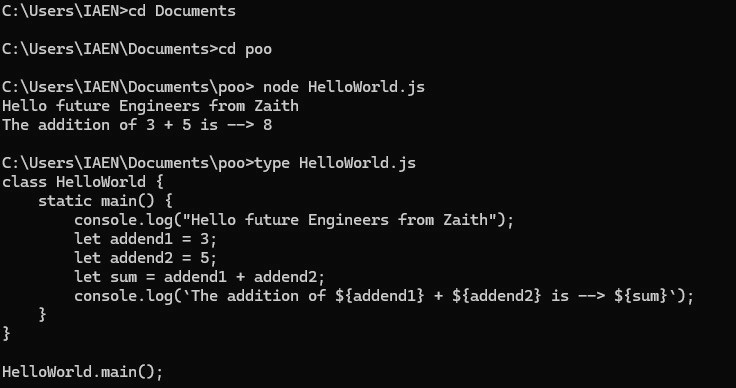 C:\Users\IAEN>cd Documents
C:\Users\IAEN\Documents>cd poo
C:\Users\IAEN\Documents\poo> node HelloWorld.js
Hello future Engineers from Zaith
The addition of 3 + 5 is --> 8
C:\Users\IAEN\Documents\poo>type HelloWorld.js
class HelloWorld {
    static main() {
        console.log("Hello future Engineers from Zaith");
        let addend1 = 3;
        let addend2 = 5;
        let sum = addend1 + addend2;
        console.log(`The addition of ${addend1} + ${addend2} is --> ${sum}`);
    }
}
HelloWorld.main();